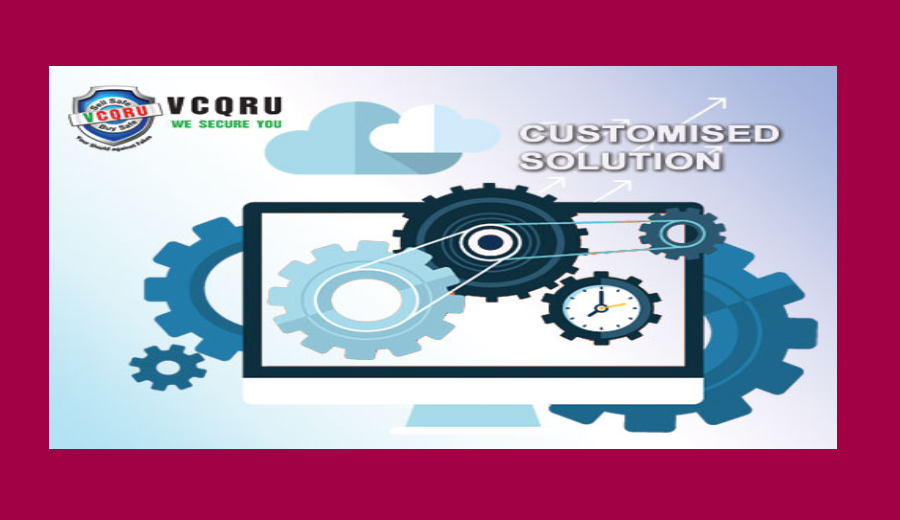 Sell Safe
VCQRU
Buy Safe
Your Shield against Fakes
VCQRU
WE SECURE YOU
CUSTOMISED
SOLUTION